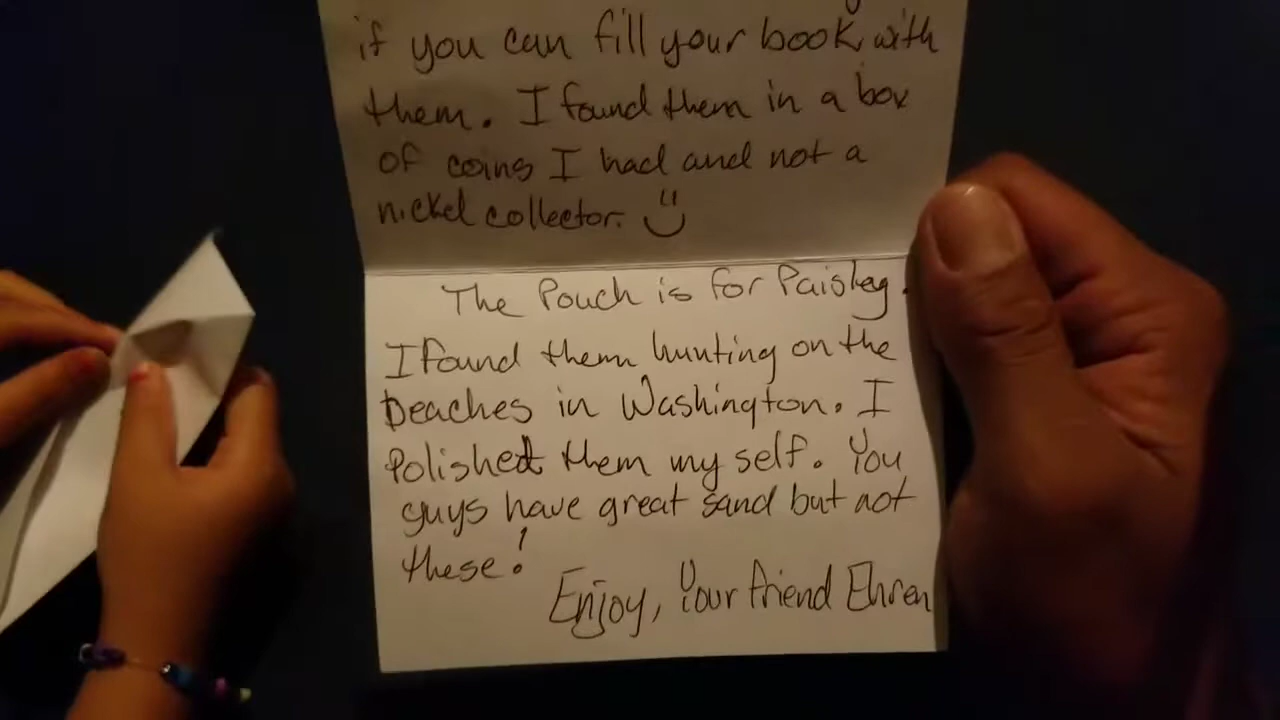 if you can fill your book with
them. I found them in a box
of coins I had and not a
nickel collector. :)
The Pouch is for Paisley.
I found them hunting on the
beaches in Washington. I
Polished them my self. You
guys have great sand but not
these!
Enjoy, Your friend Ehren